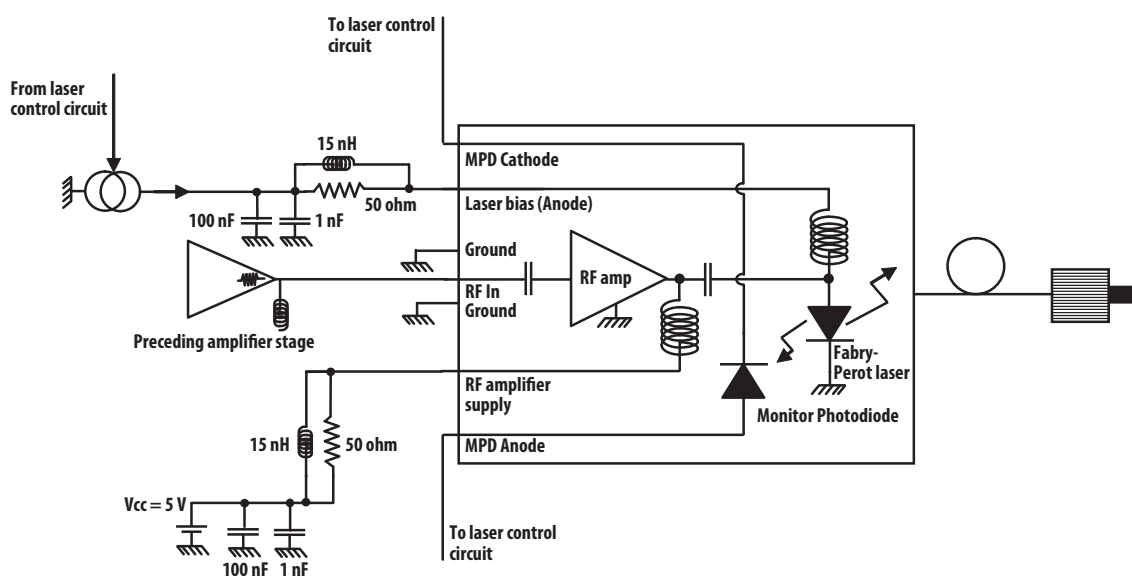 To laser control
circuit
From laser
control circuit
15 nH
MPD Cathode
50 ohm
Laser bias (Anode)
100 nF
1 nF
Ground
RF amp
RF In
Ground
Preceding amplifier stage
Fabry-
Perot laser
RF amplifier
supply
Monitor Photodiode
15 nH
50 ohm
MPD Anode
Vcc = 5 V
To laser control
circuit
100 nF
1 nF